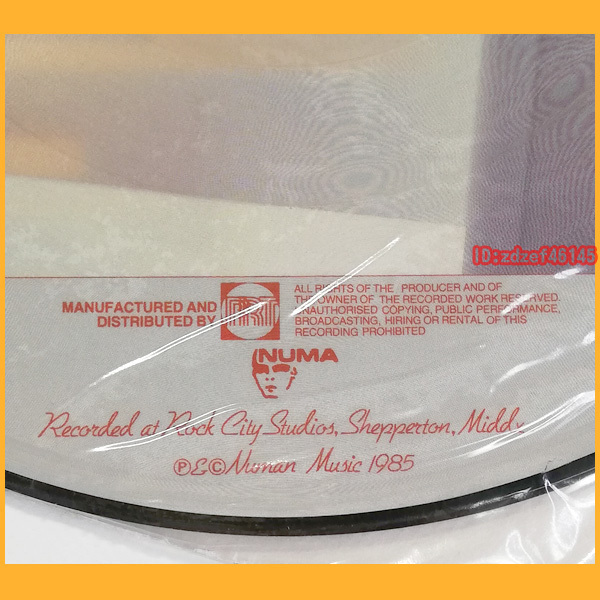 ID:zdzef46145
MANUFACTURED AND
DISTRIBUTED BY
PRT
ALL RIGHTS OF THE PRODUCER AND OF
THE OWNER OF THE RECORDED WORK RESERVED.
UNAUTHORISED COPYING, PUBLIC PERFORMANCE,
BROADCASTING, HIRING OR RENTAL OF THIS
RECORDING PROHIBITED
NUMA
Recorded at Rock City Studios, Shepperton, Middx
℗&©Numan Music 1985